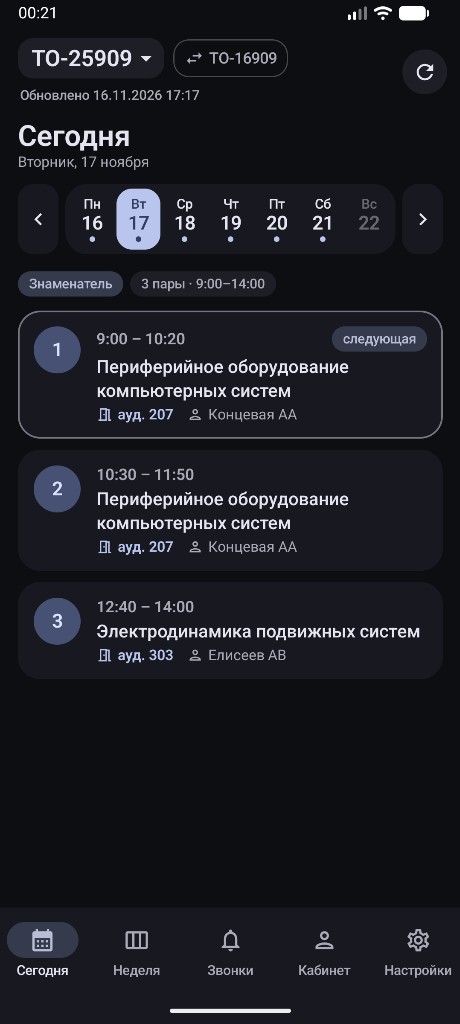 00:21
ТО-25909
ТО-16909
Обновлено 16.11.2026 17:17
Сегодня
Вторник, 17 ноября
Пн Вт Ср Чт Пт Сб Вс
16 17 18 19 20 21 22
Знаменатель
3 пары · 9:00–14:00
1
9:00 – 10:20
следующая
Периферийное оборудование
компьютерных систем
ауд. 207
Концевая АА
2
10:30 – 11:50
Периферийное оборудование
компьютерных систем
ауд. 207
Концевая АА
3
12:40 – 14:00
Электродинамика подвижных систем
ауд. 303
Елисеев АВ
Сегодня
Неделя
Звонки
Кабинет
Настройки